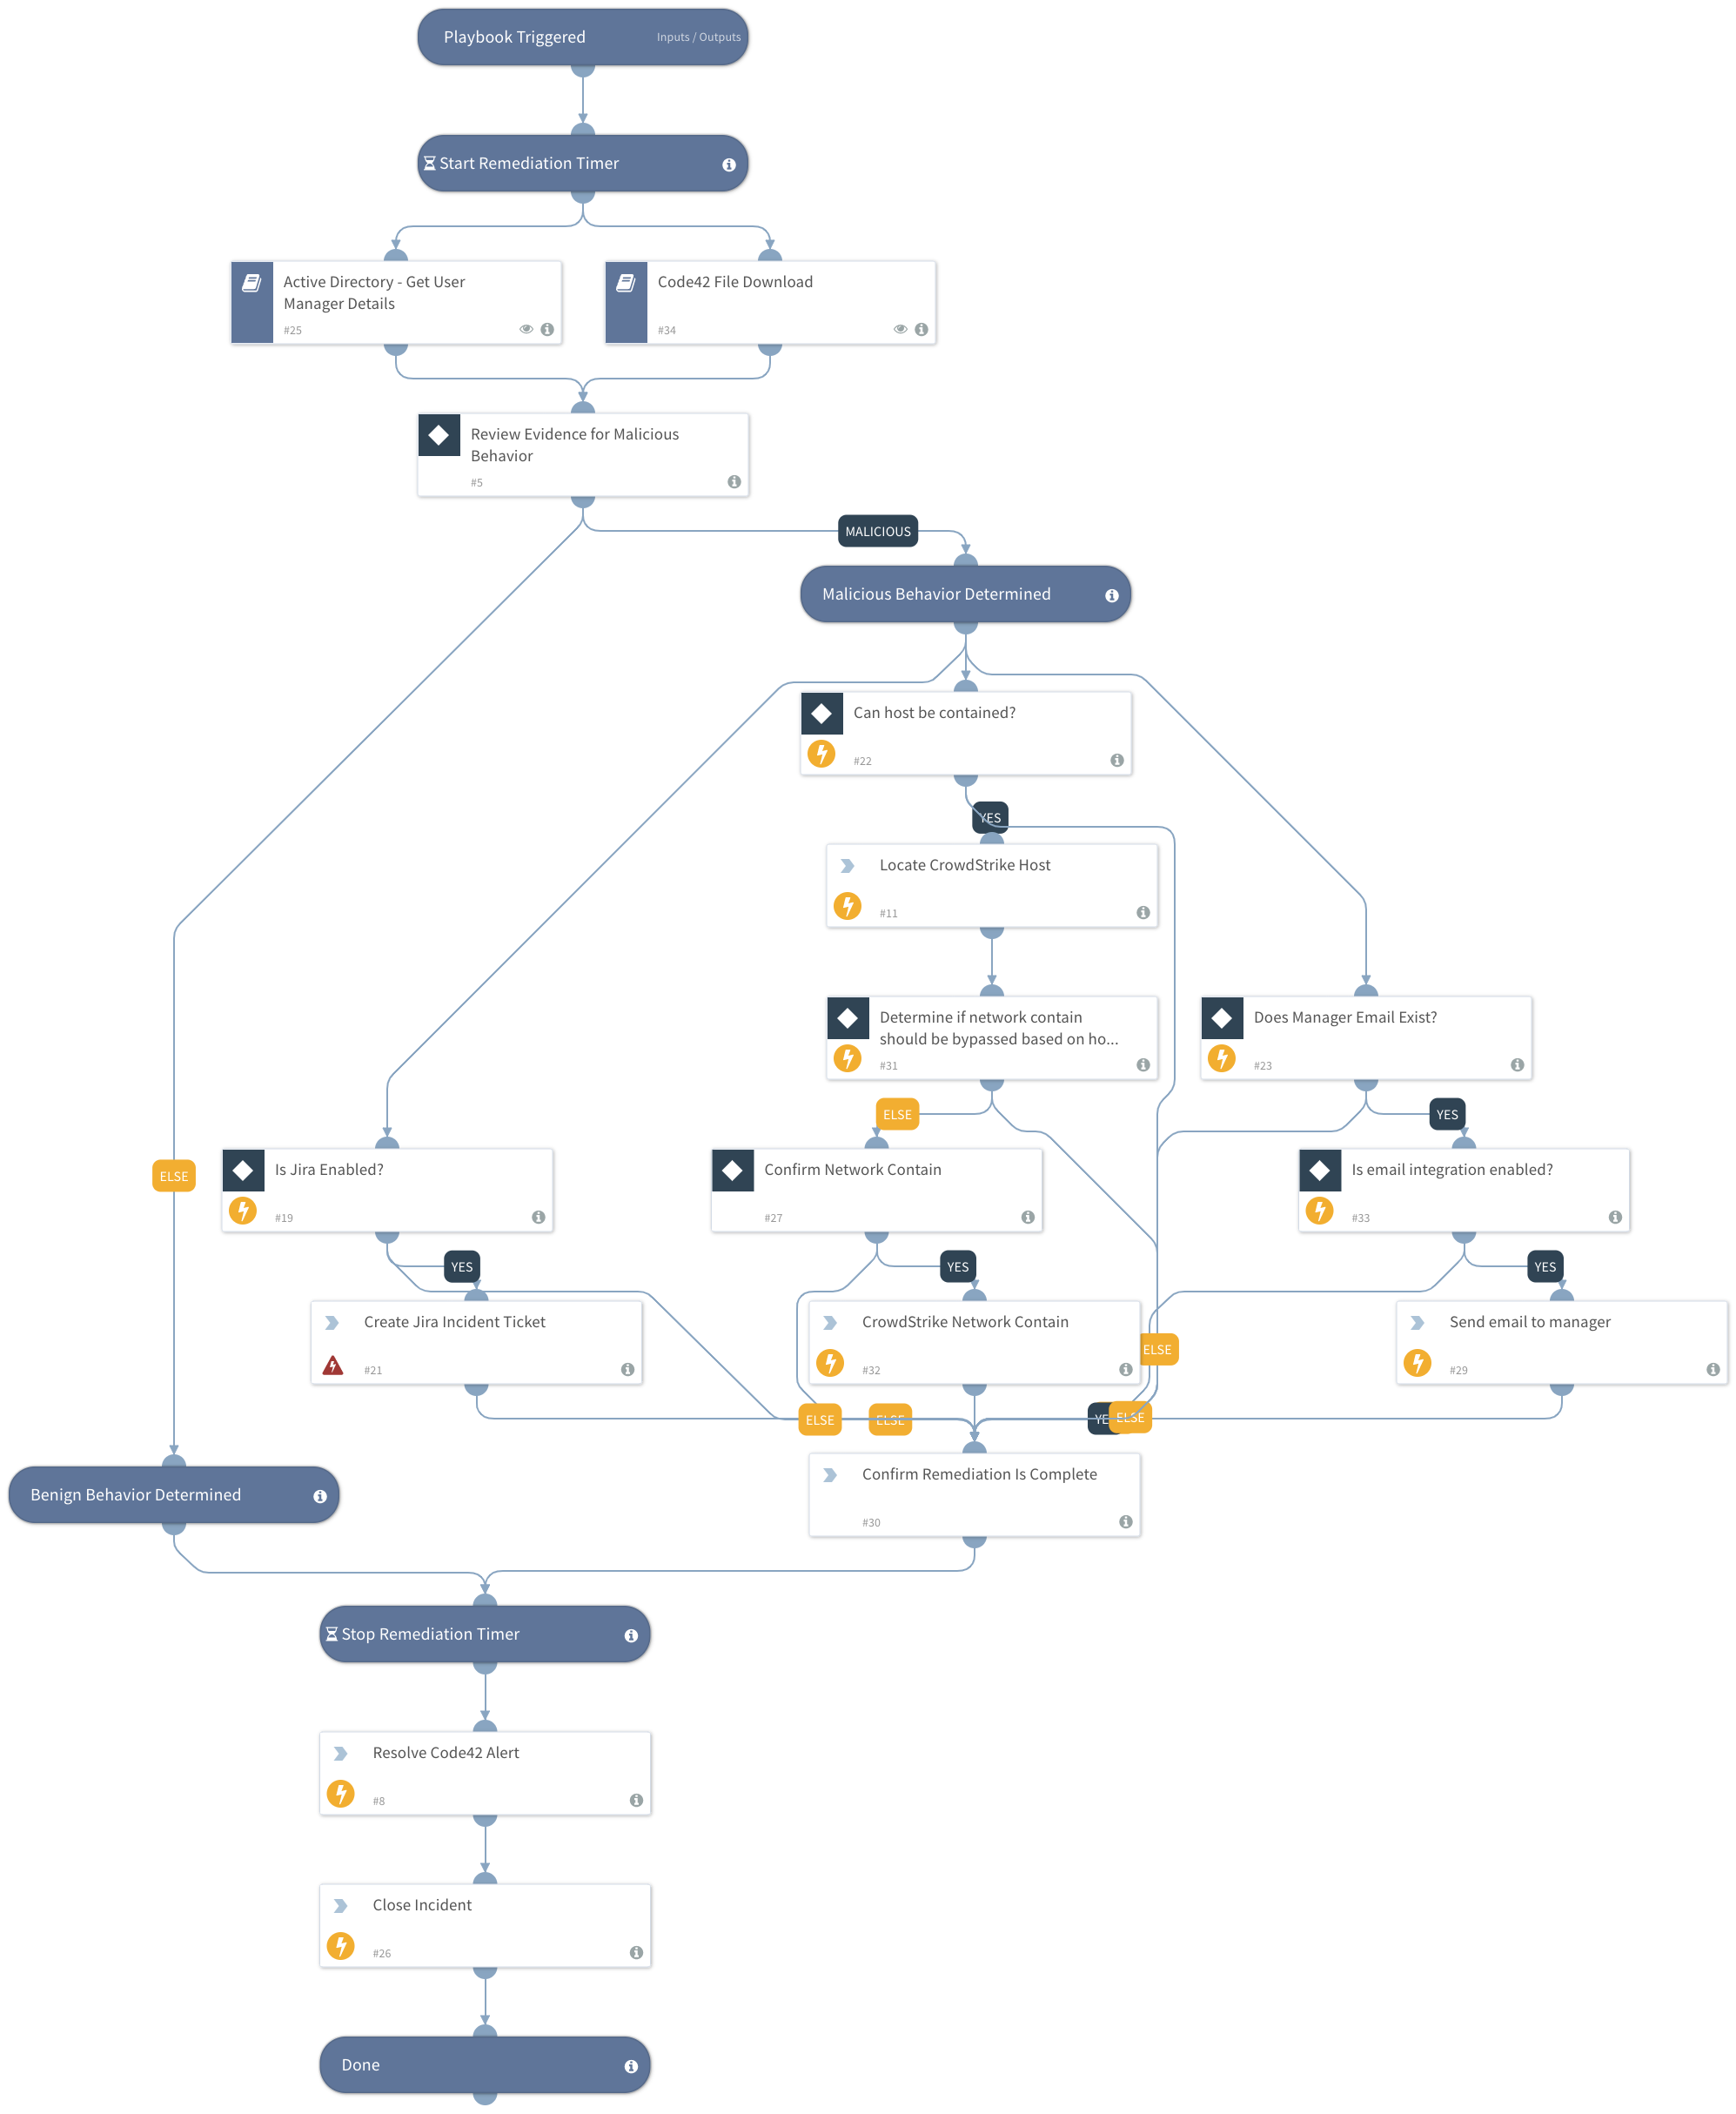 Playbook Triggered
Inputs / Outputs
Start Remediation Timer
Active Directory - Get User
Manager Details
#25
Code42 File Download
#34
Review Evidence for Malicious
Behavior
#5
MALICIOUS
Malicious Behavior Determined
Can host be contained?
#22
YES
Locate CrowdStrike Host
#11
Determine if network contain
should be bypassed based on ho...
#31
Does Manager Email Exist?
#23
ELSE
YES
ELSE
Is Jira Enabled?
#19
Confirm Network Contain
#27
Is email integration enabled?
#33
YES
YES
YES
Create Jira Incident Ticket
#21
CrowdStrike Network Contain
#32
ELSE
Send email to manager
#29
ELSE
ELSE
YE
ELSE
Confirm Remediation Is Complete
#30
Benign Behavior Determined
Stop Remediation Timer
Resolve Code42 Alert
#8
Close Incident
#26
Done